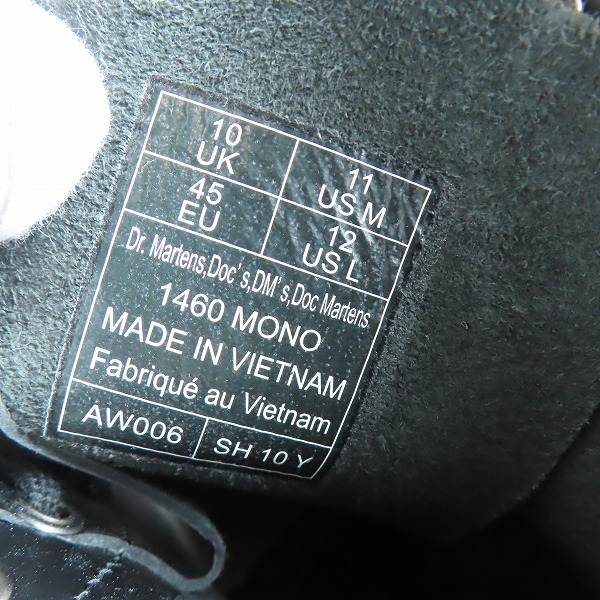 10
UK
11
US M
45
EU
12
US L
Dr. Martens,Doc's,DM's,Doc Martens
1460 MONO
MADE IN VIETNAM
Fabriqué au Vietnam
AW006
SH 10 Y